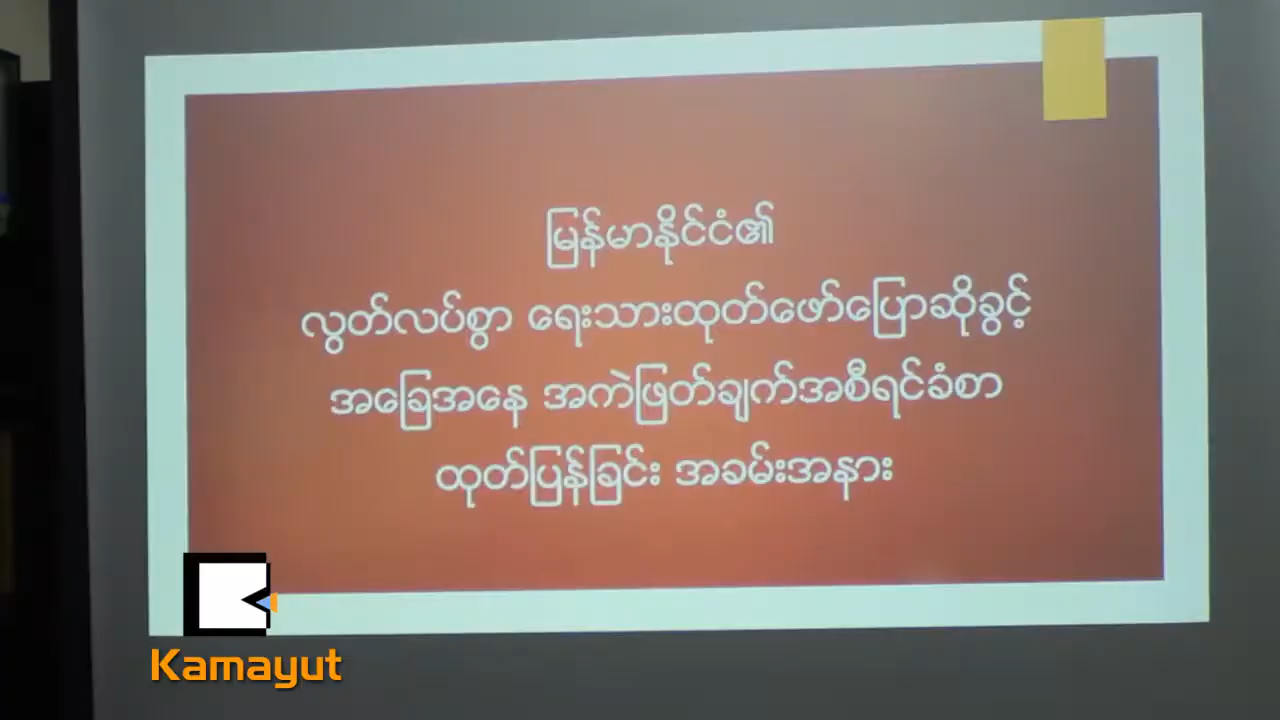 မြန်မာနိုင်ငံ၏
လွတ်လပ်စွာ ရေးသားထုတ်ဖော်ပြောဆိုခွင့်
အခြေအနေ အကဲဖြတ်ချက်အစီရင်ခံစာ
ထုတ်ပြန်ခြင်း အခမ်းအနား
Kamayut